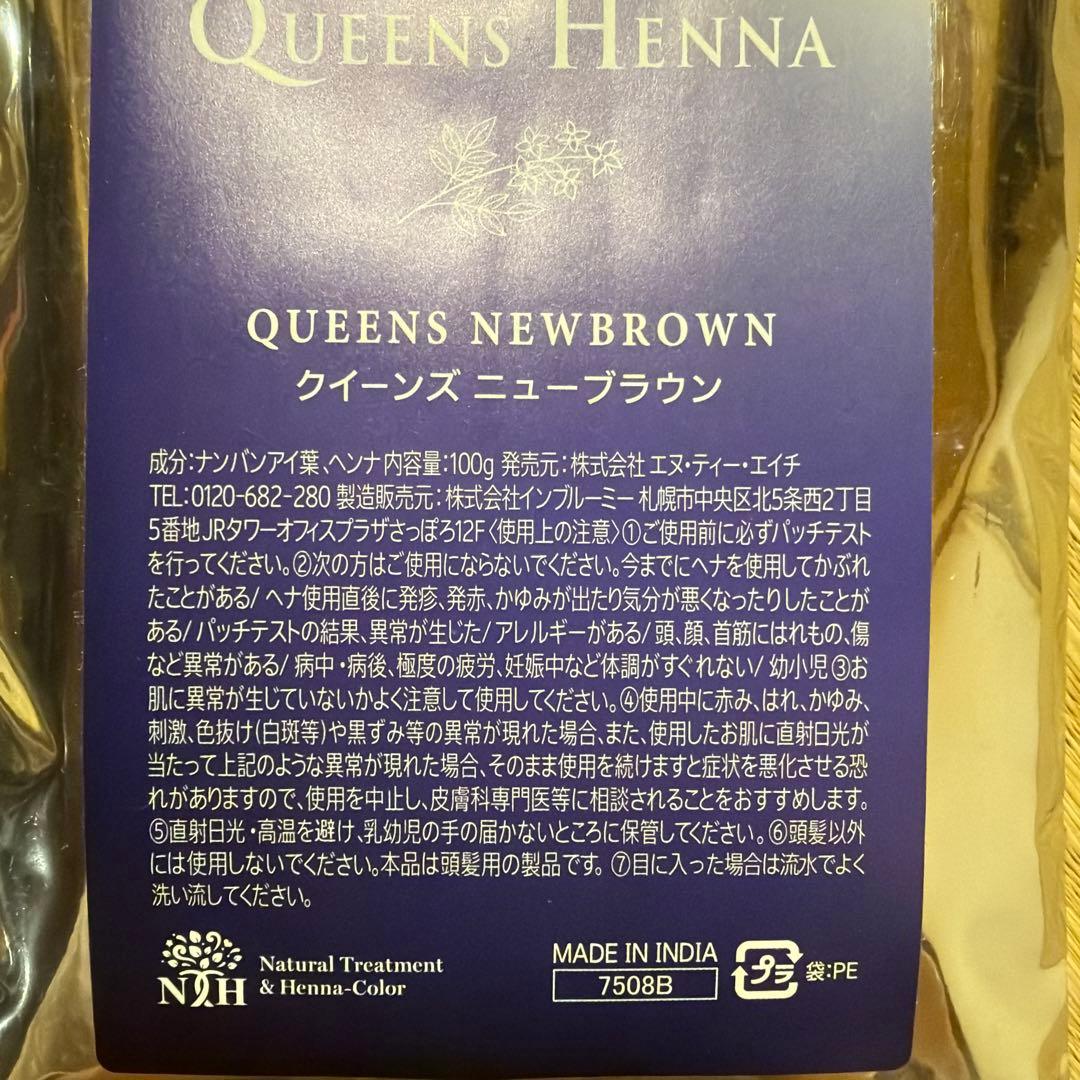 QUEENS HENNA
QUEENS NEWBROWN
クイーンズ ニューブラウン
成分:ナンバンアイ葉、ヘンナ 内容量:100g 発売元:株式会社 エヌ・ティー・エイチ
TEL:0120-682-280 製造販売元:株式会社インブルーミー 札幌市中央区北5条西2丁目
5番地JRタワーオフィスプラザさっぽろ12F〈使用上の注意〉①ご使用前に必ずパッチテスト
を行ってください。②次の方はご使用にならないでください。今までにヘナを使用してかぶれ
たことがある/ ヘナ使用直後に発疹、発赤、かゆみが出たり気分が悪くなったりしたことが
ある/ パッチテストの結果、異常が生じた/ アレルギーがある/ 頭、顔、首筋にはれもの、傷
など異常がある/ 病中・病後、極度の疲労、妊娠中など体調がすぐれない/ 幼小児 ③お
肌に異常が生じていないかよく注意して使用してください。④使用中に赤み、はれ、かゆみ、
刺激、色抜け(白斑等)や黒ずみ等の異常が現れた場合、また、使用したお肌に直射日光が
当たって上記のような異常が現れた場合、そのまま使用を続けますと症状を悪化させる恐
れがありますので、使用を中止し、皮膚科専門医等に相談されることをおすすめします。
⑤直射日光・高温を避け、乳幼児の手の届かないところに保管してください。⑥頭髪以外
には使用しないでください。本品は頭髪用の製品です。⑦目に入った場合は流水でよく
洗い流してください。
NTH
Natural Treatment
& Henna-Color
MADE IN INDIA
7508B
プラ 袋:PE